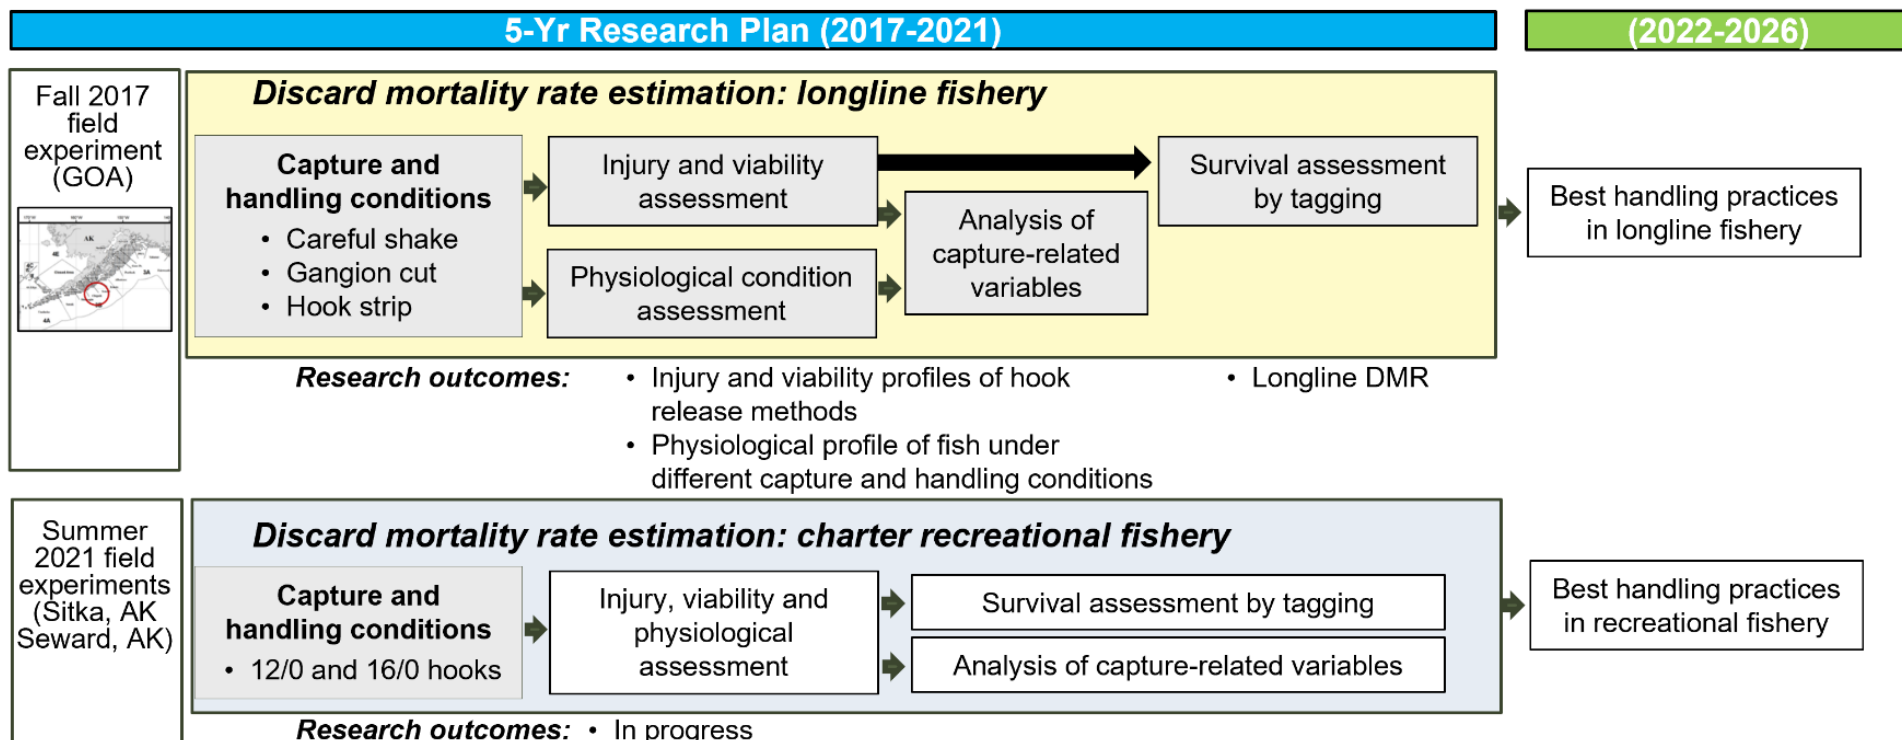 5-Yr Research Plan (2017-2021)
(2022-2026)
Fall 2017
field
experiment
(GOA)
AK
4A
Discard mortality rate estimation: longline fishery
Capture and
handling conditions
• Careful shake
• Gangion cut
• Hook strip
Injury and viability
assessment
Physiological condition
assessment
Analysis of
capture-related
variables
Survival assessment
by tagging
Best handling practices
in longline fishery
Research outcomes:
• Injury and viability profiles of hook
release methods
• Physiological profile of fish under
different capture and handling conditions
• Longline DMR
Summer
2021 field
experiments
(Sitka, AK
Seward, AK)
Discard mortality rate estimation: charter recreational fishery
Capture and
handling conditions
• 12/0 and 16/0 hooks
Injury, viability and
physiological
assessment
Survival assessment by tagging
Analysis of capture-related variables
Best handling practices
in recreational fishery
Research outcomes: • In progress